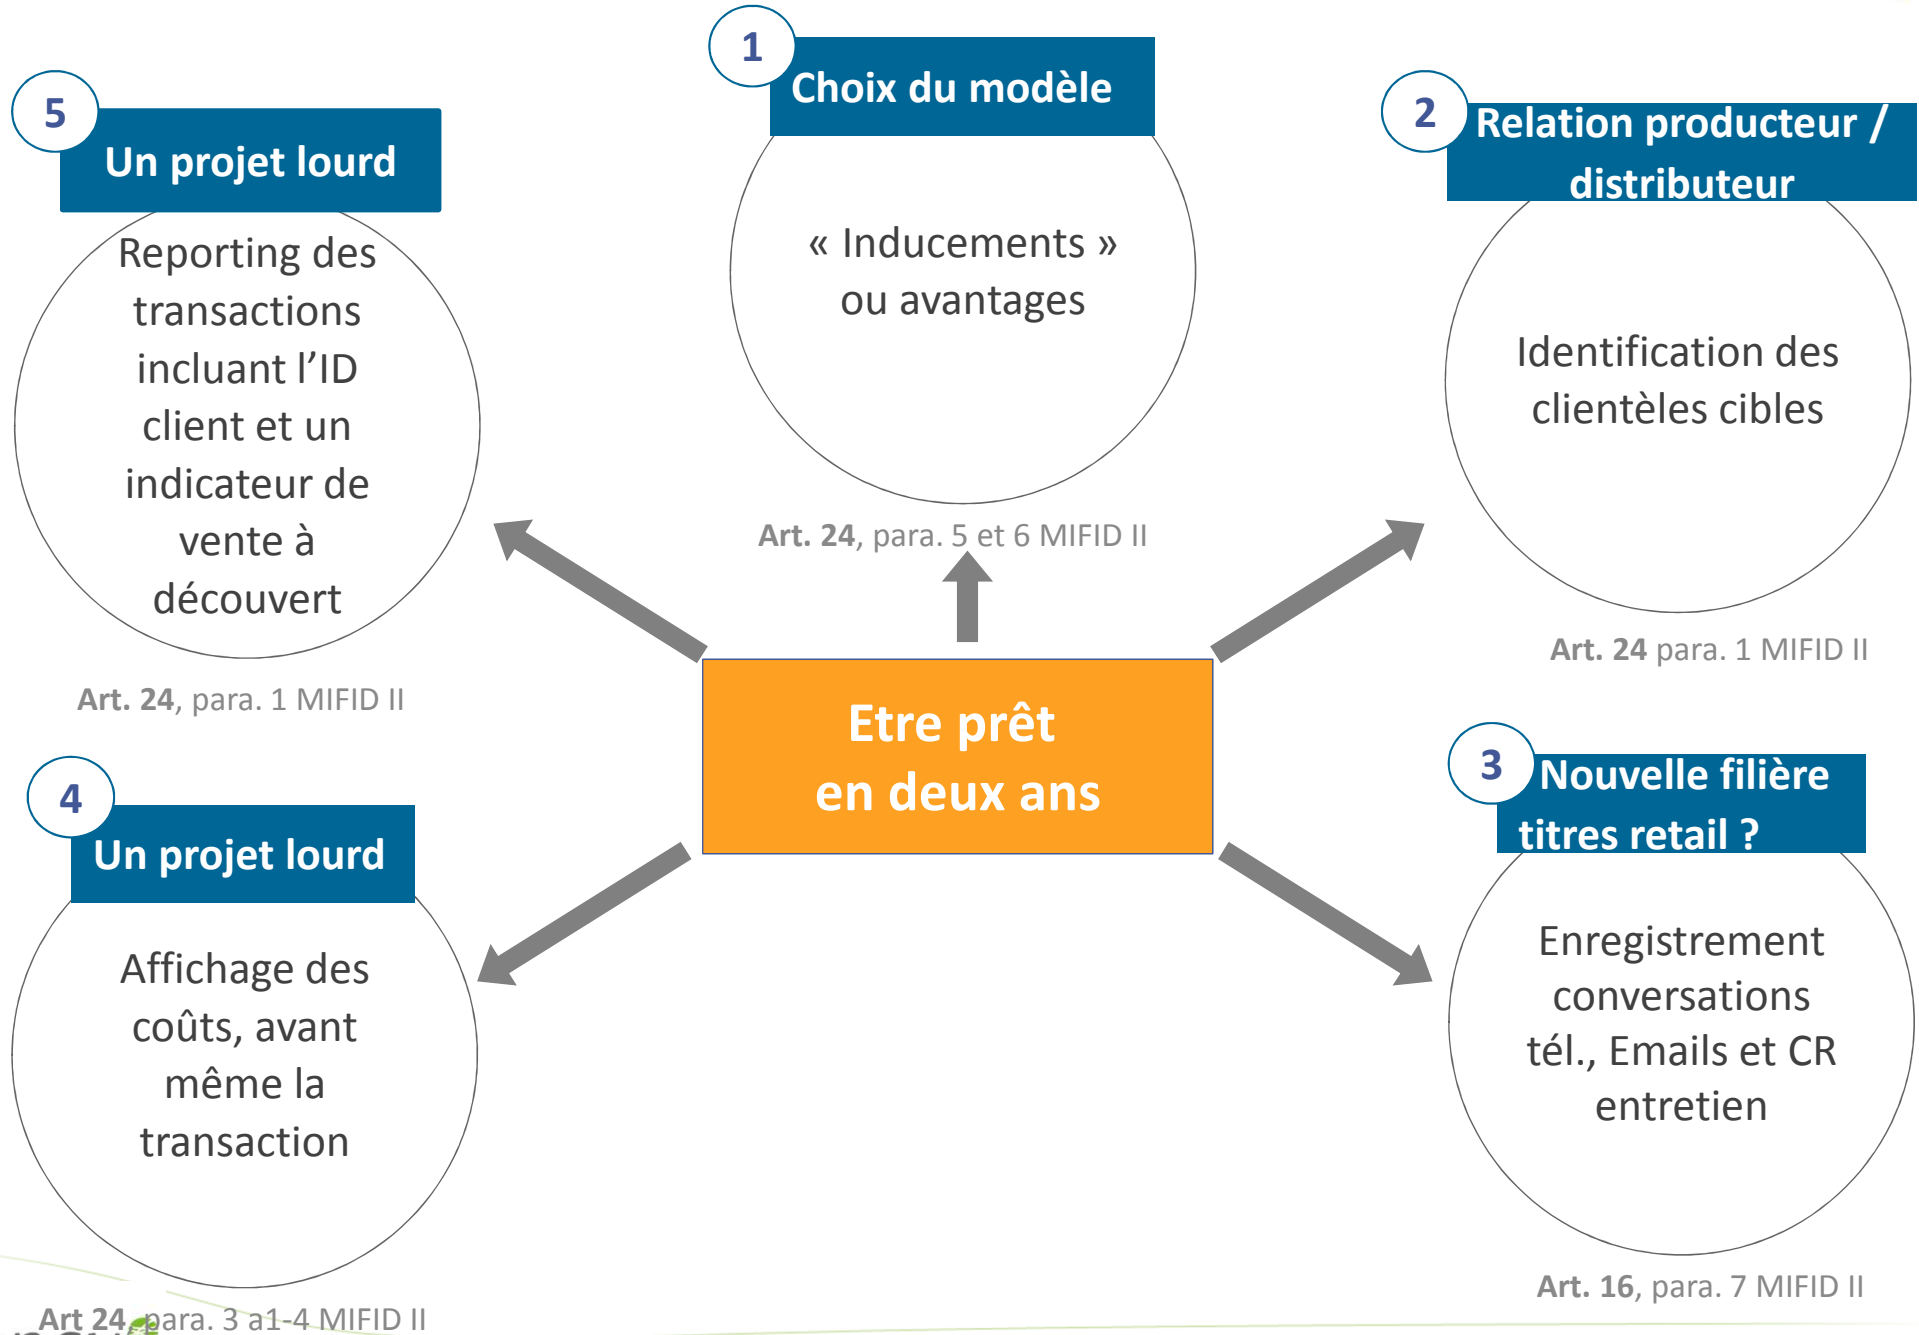 1
Choix du modèle
« Inducements »
ou avantages
Art. 24, para. 5 et 6 MIFID II
2
Relation producteur /
distributeur
Identification des
clientèles cibles
Art. 24 para. 1 MIFID II
3
Nouvelle filière
titres retail ?
Enregistrement
conversations
tél., Emails et CR
entretien
Art. 16, para. 7 MIFID II
4
Un projet lourd
Affichage des
coûts, avant
même la
transaction
Art 24, para. 3 a1-4 MIFID II
5
Un projet lourd
Reporting des
transactions
incluant l’ID
client et un
indicateur de
vente à
découvert
Art. 24, para. 1 MIFID II
Etre prêt
en deux ans